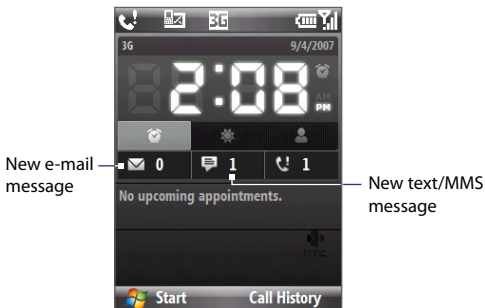 3G
3G 9/4/2007
2:08
AM
PM
0 1 1
New e-mail
message
New text/MMS
message
No upcoming appointments.
hTC
Start Call History